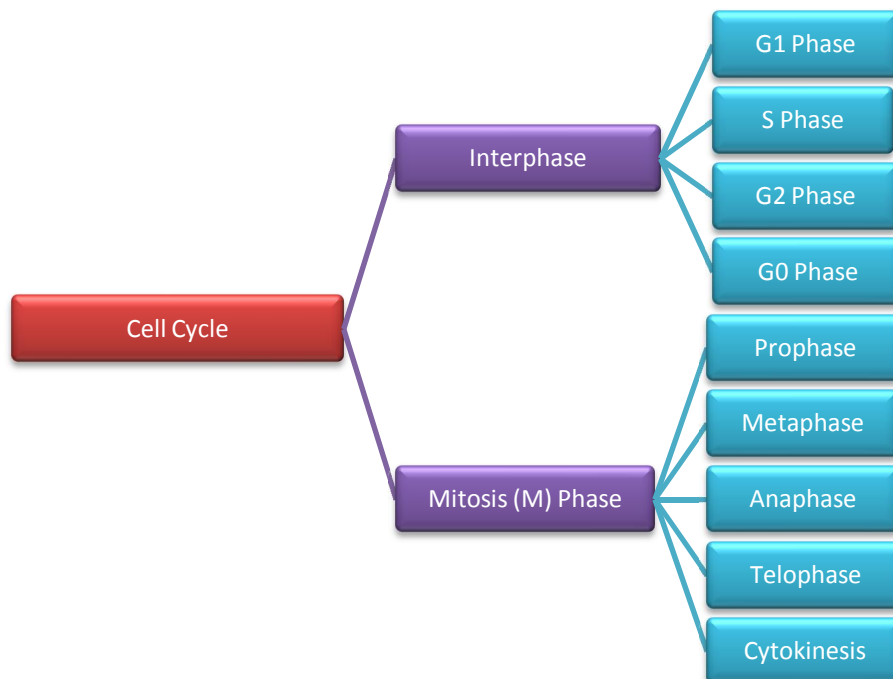 Cell Cycle
Interphase
G1 Phase
S Phase
G2 Phase
G0 Phase
Mitosis (M) Phase
Prophase
Metaphase
Anaphase
Telophase
Cytokinesis